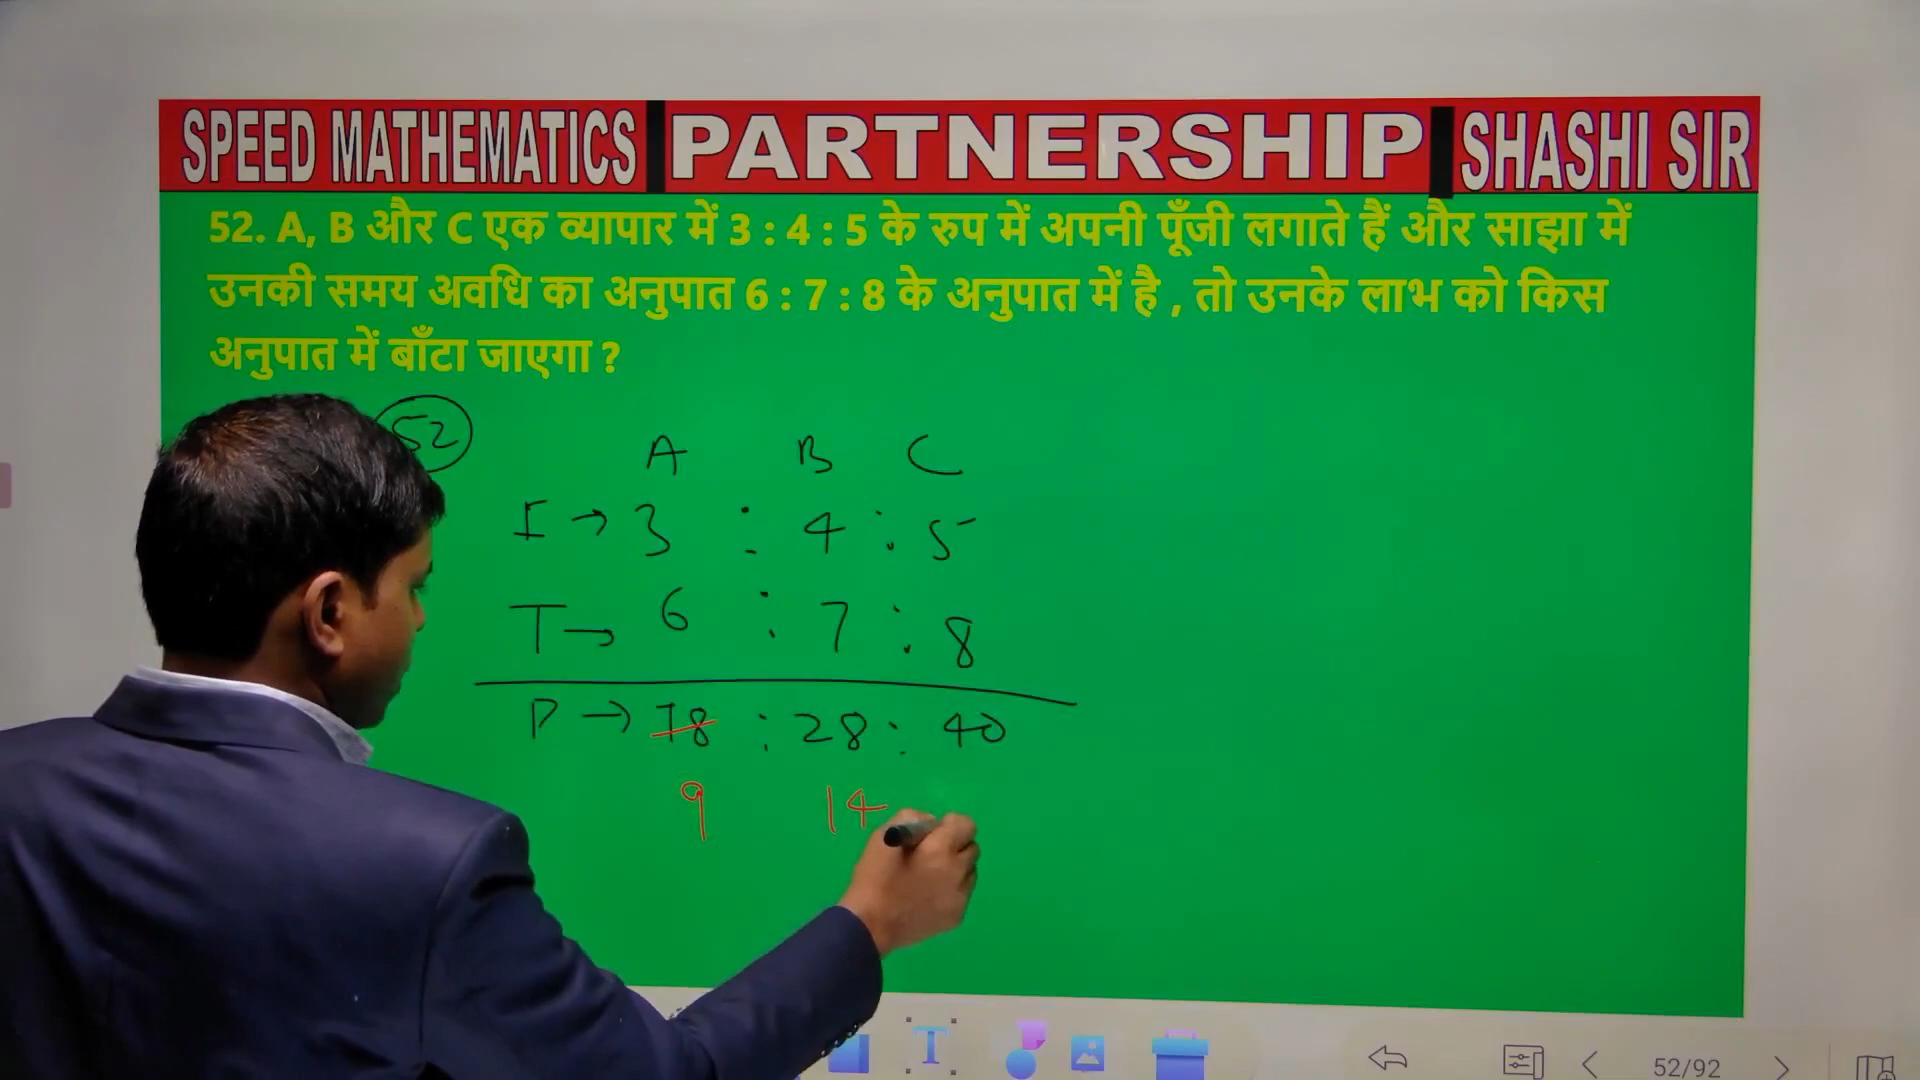 SPEED MATHEMATICS PARTNERSHIP SHASHI SIR
52. A, B और C एक व्यापार में 3 : 4 : 5 के रुप में अपनी पूँजी लगाते हैं और साझा में
उनकी समय अवधि का अनुपात 6 : 7 : 8 के अनुपात में है , तो उनके लाभ को किस
अनुपात में बाँटा जाएगा ?
52
A B C
I → 3 : 4 : 5
T → 6 : 7 : 8
P → 18 : 28 : 40
9 14
T
52/92